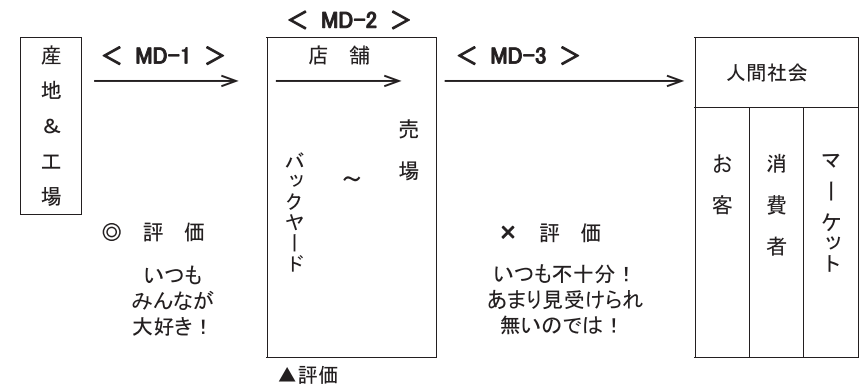 産地&工場
＜ MD-1 ＞
◎ 評 価
いつも
みんなが
大好き！
＜ MD-2 ＞
店 舗
バックヤード
～
売場
▲評価
＜ MD-3 ＞
× 評 価
いつも不十分！
あまり見受けられ
無いのでは！
人間社会
お客
消費者
マーケット